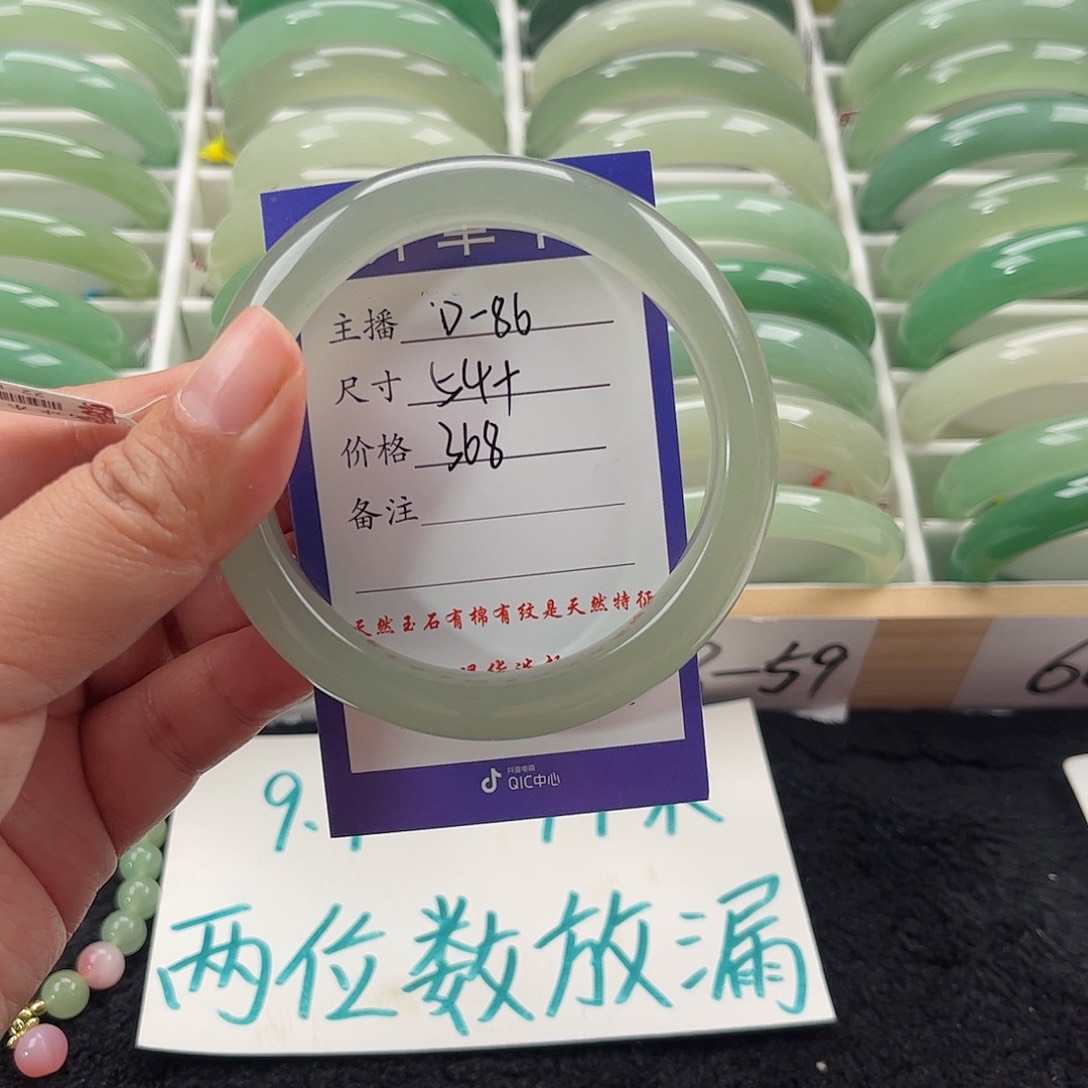 主播 D-86
尺寸 54+
价格 368
备注
天然玉石有棉有纹是天然特征
抖音电商
QIC中心
-59
两位数放漏